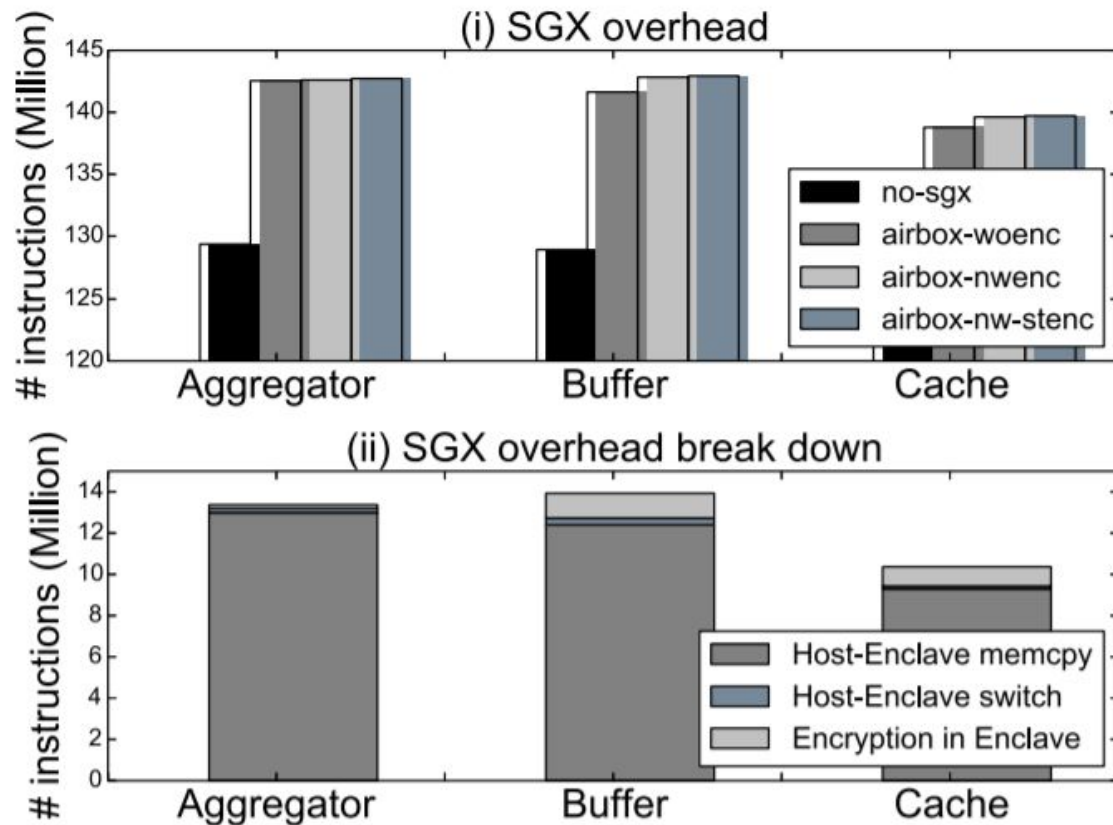 (i) SGX overhead
# instructions (Million)
145
140
135
130
125
120
no-sgx
airbox-woenc
airbox-nwenc
airbox-nw-stenc
Aggregator
Buffer
Cache
(ii) SGX overhead break down
# instructions (Million)
14
12
10
8
6
4
2
0
Host-Enclave memcpy
Host-Enclave switch
Encryption in Enclave
Aggregator
Buffer
Cache